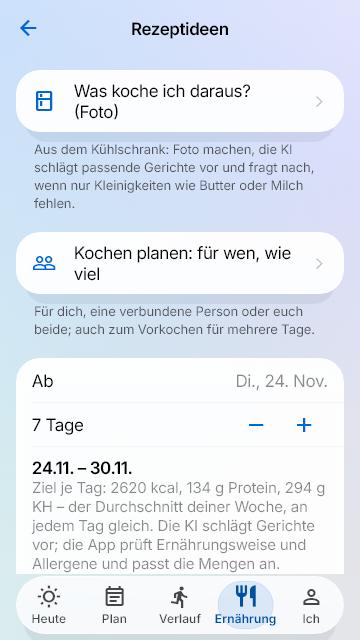 Rezeptideen
Was koche ich daraus?
(Foto)
Aus dem Kühlschrank: Foto machen, die KI
schlägt passende Gerichte vor und fragt nach,
wenn nur Kleinigkeiten wie Butter oder Milch
fehlen.
Kochen planen: für wen, wie
viel
Für dich, eine verbundene Person oder euch
beide; auch zum Vorkochen für mehrere Tage.
Ab Di., 24. Nov.
7 Tage
24.11. – 30.11.
Ziel je Tag: 2620 kcal, 134 g Protein, 294 g
KH – der Durchschnitt deiner Woche, an
jedem Tag gleich. Die KI schlägt Gerichte
vor; die App prüft Ernährungsweise und
Allergene und passt die Mengen an.
Heute Plan Verlauf Ernährung Ich